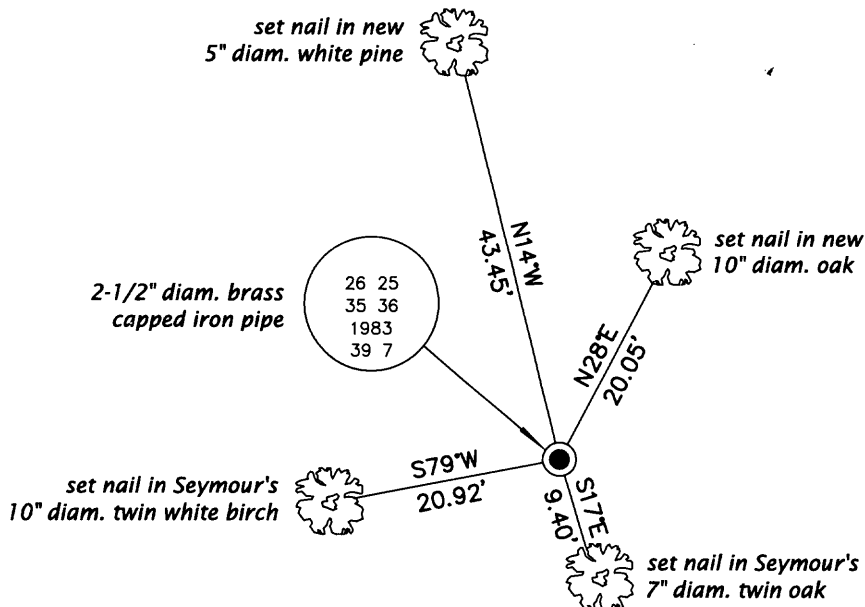 set nail in new
5" diam. white pine
N14°W
43.45'
set nail in new
10" diam. oak
2-1/2" diam. brass
capped iron pipe
26 25
35 36
1983
39 7
N28°E
20.05'
S79°W
20.92'
set nail in Seymour's
10" diam. twin white birch
S17°E
9.40'
set nail in Seymour's
7" diam. twin oak